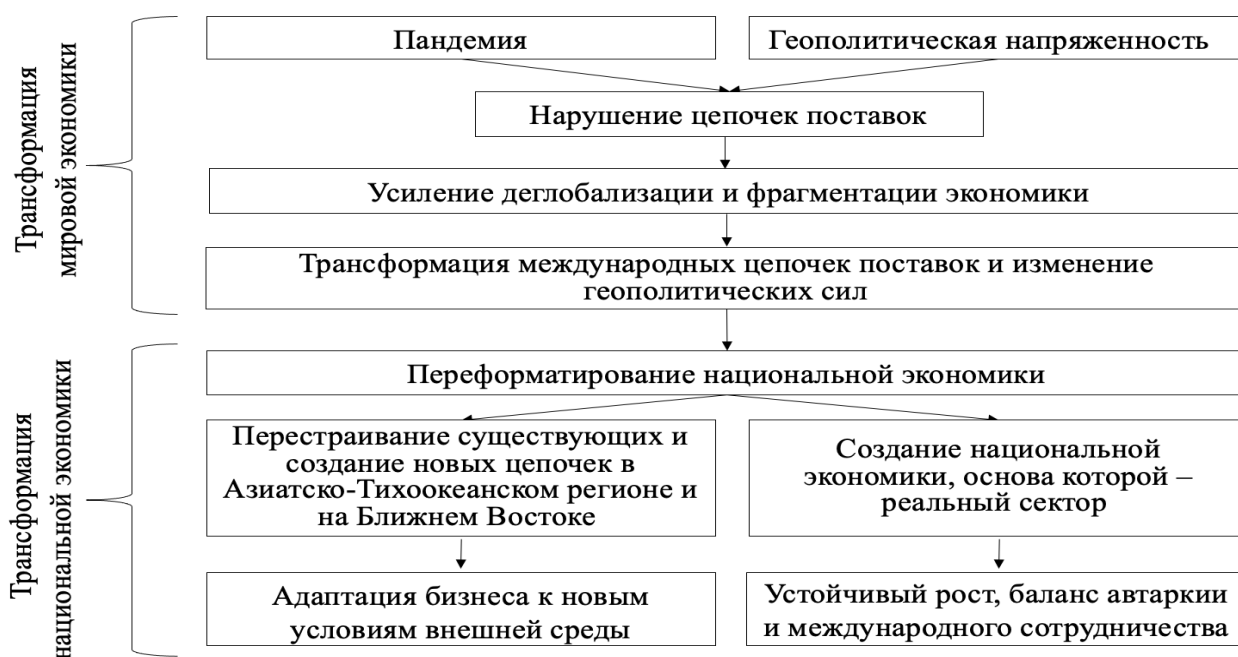 Трансформация
мировой экономики
Пандемия
Геополитическая напряженность
Нарушение цепочек поставок
Усиление деглобализации и фрагментации экономики
Трансформация международных цепочек поставок и изменение
геополитических сил
Трансформация
национальной экономики
Переформатирование национальной экономики
Перестраивание существующих и
создание новых цепочек в
Азиатско-Тихоокеанском регионе и
на Ближнем Востоке
Создание национальной
экономики, основа которой –
реальный сектор
Адаптация бизнеса к новым
условиям внешней среды
Устойчивый рост, баланс автаркии
и международного сотрудничества